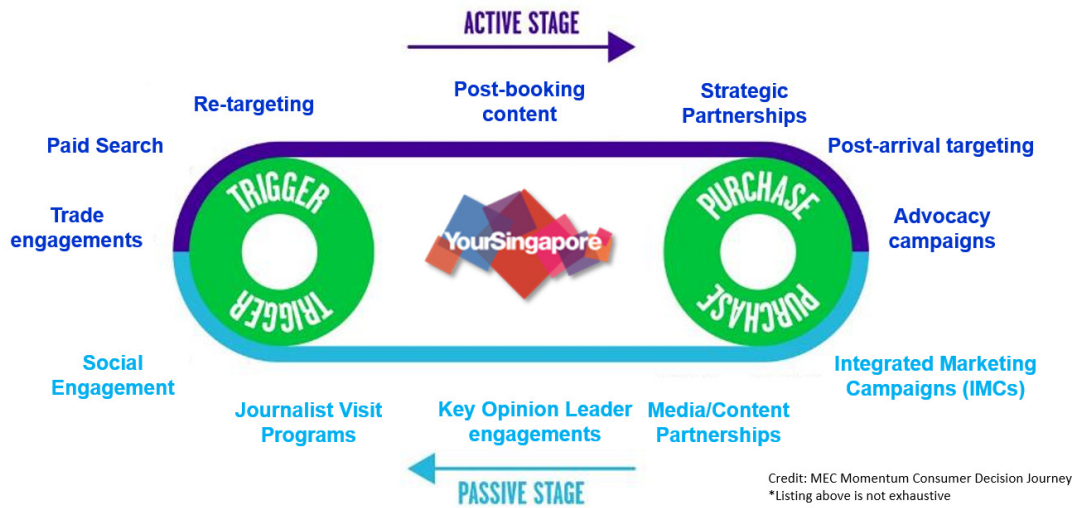 ACTIVE STAGE
Re-targeting
Post-booking
content
Strategic
Partnerships
Paid Search
Post-arrival targeting
Trade
engagements
TRIGGER
TRIGGER
YourSingapore
PURCHASE
PURCHASE
Advocacy
campaigns
Social
Engagement
Integrated Marketing
Campaigns (IMCs)
Journalist Visit
Programs
Key Opinion Leader
engagements
Media/Content
Partnerships
PASSIVE STAGE
Credit: MEC Momentum Consumer Decision Journey
*Listing above is not exhaustive